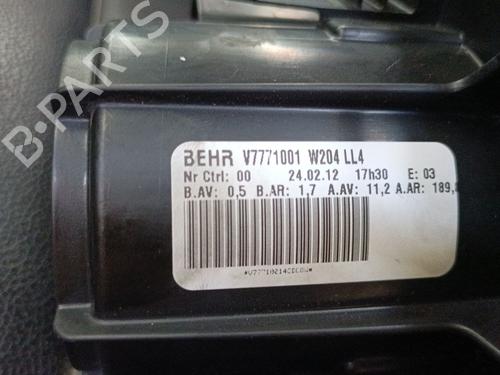 B-PARTS
BEHR V7771001 W204 LL4
Nr Ctrl: 00 24.02.12 17h30 E: 03
B.AV: 0,5 B.AR: 1,7 A.AV: 11,2 A.AR: 189,